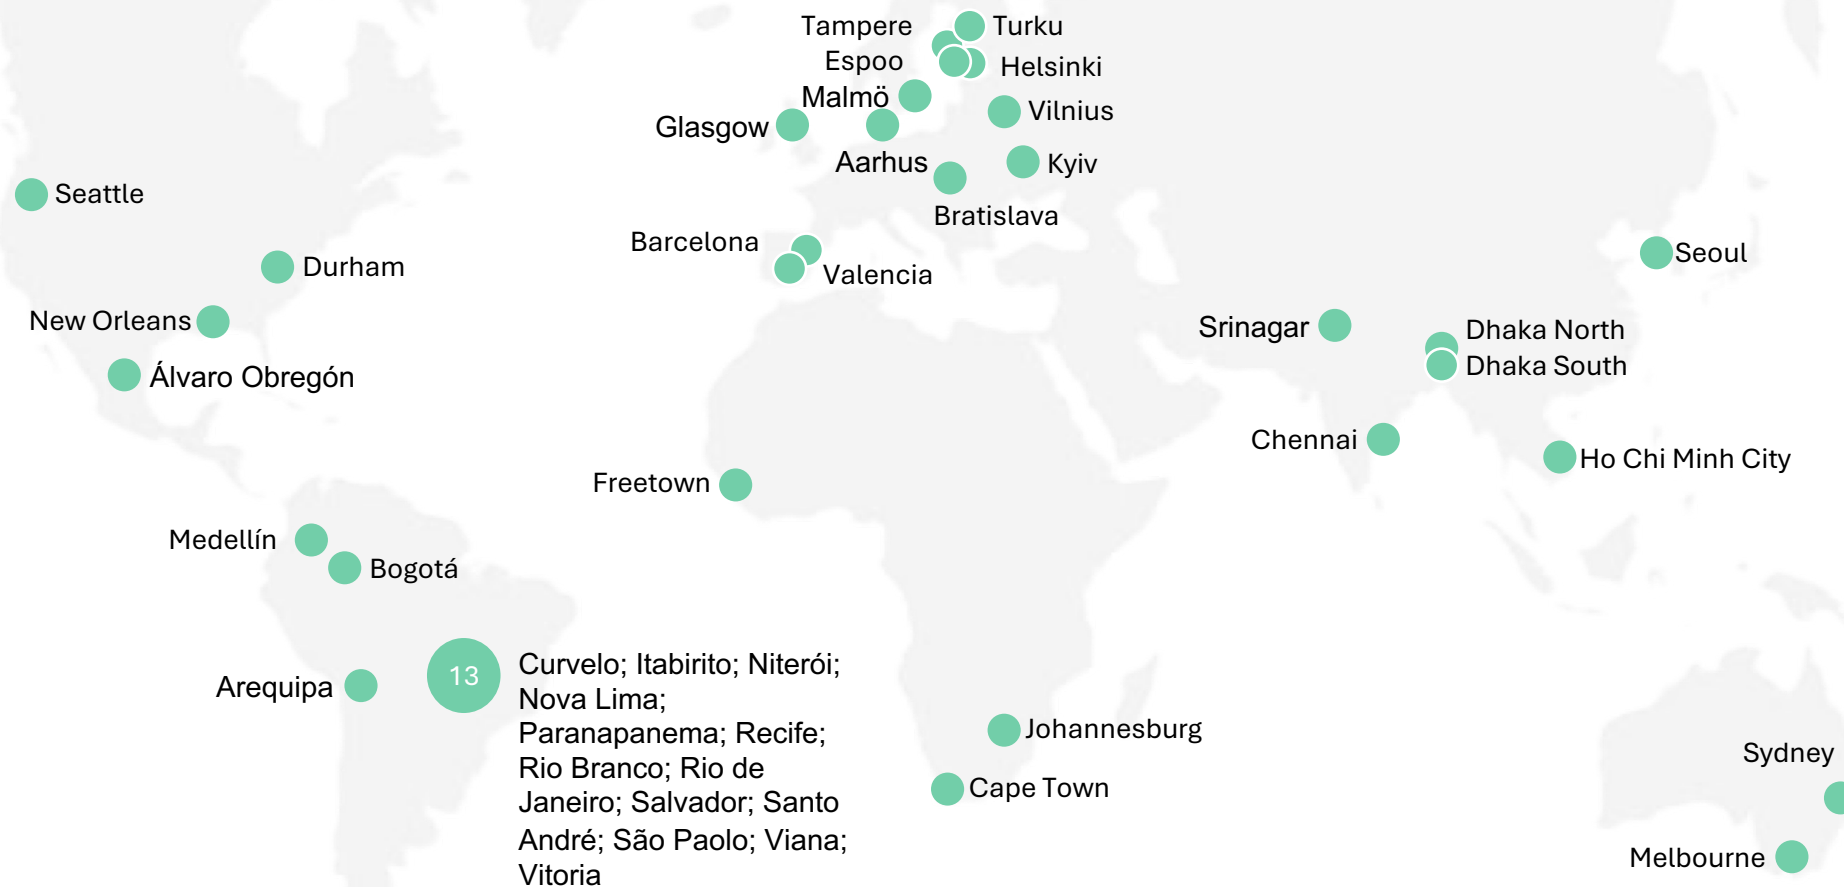 Tampere
Turku
Espoo
Helsinki
Malmö
Vilnius
Glasgow
Aarhus
Kyiv
Seattle
Bratislava
Barcelona
Valencia
Seoul
Durham
New Orleans
Srinagar
Dhaka North
Dhaka South
Álvaro Obregón
Chennai
Ho Chi Minh City
Freetown
Medellín
Bogotá
Arequipa
13
Curvelo; Itabirito; Niterói;
Nova Lima;
Paranapanema; Recife;
Rio Branco; Rio de
Janeiro; Salvador; Santo
André; São Paolo; Viana;
Vitoria
Johannesburg
Cape Town
Sydney
Melbourne